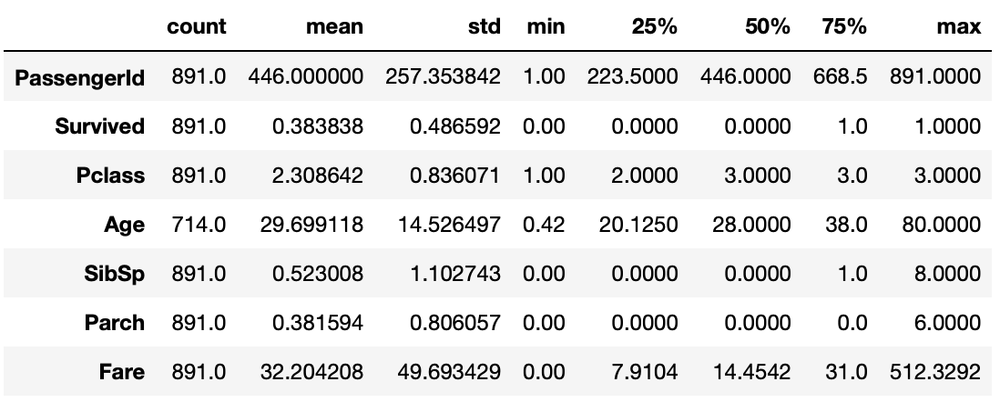 count mean std min 25% 50% 75% max
PassengerId 891.0 446.000000 257.353842 1.00 223.5000 446.0000 668.5 891.0000
Survived 891.0 0.383838 0.486592 0.00 0.0000 0.0000 1.0 1.0000
Pclass 891.0 2.308642 0.836071 1.00 2.0000 3.0000 3.0 3.0000
Age 714.0 29.699118 14.526497 0.42 20.1250 28.0000 38.0 80.0000
SibSp 891.0 0.523008 1.102743 0.00 0.0000 0.0000 1.0 8.0000
Parch 891.0 0.381594 0.806057 0.00 0.0000 0.0000 0.0 6.0000
Fare 891.0 32.204208 49.693429 0.00 7.9104 14.4542 31.0 512.3292